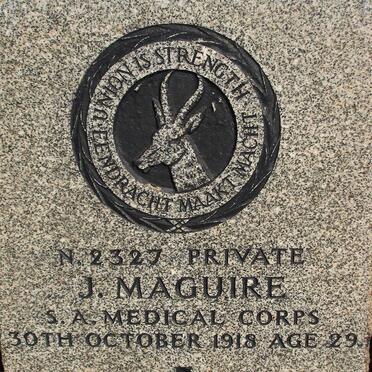 UNION IS STRENGTH
EENDRACHT MAAKT MACHT
N. 2327 PRIVATE
J. MAGUIRE
S. A. MEDICAL CORPS
30TH OCTOBER 1918 AGE 29